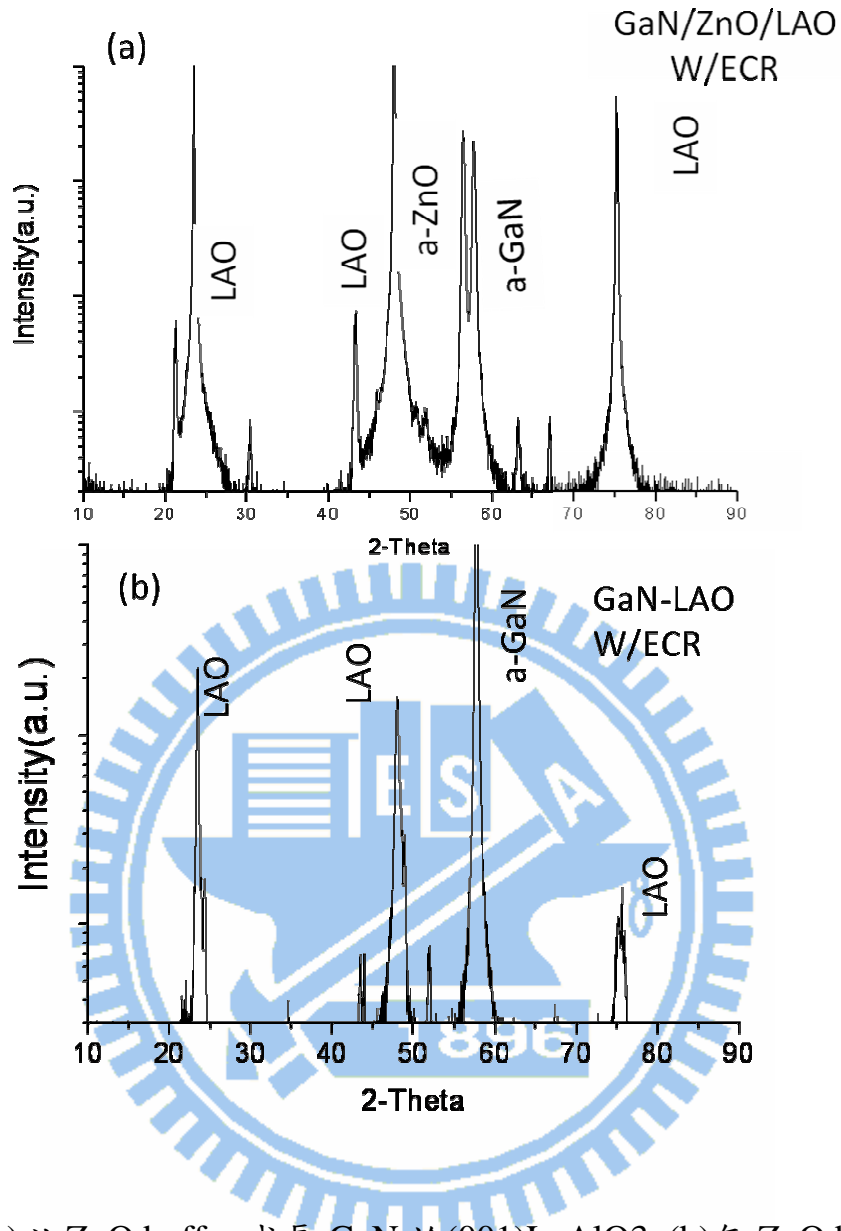 (a)
GaN/ZnO/LAO
W/ECR
Intensity(a.u.)
LAO
LAO
a-ZnO
a-GaN
LAO
10 20 30 40 50 60 70 80 90
2-Theta
(b)
GaN-LAO
W/ECR
Intensity(a.u.)
LAO
LAO
a-GaN
LAO
E S A
1896
10 20 30 40 50 60 70 80 90
2-Theta